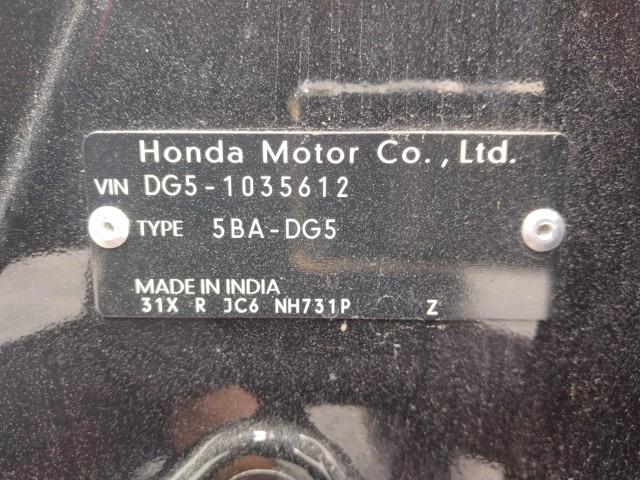 Honda Motor Co., Ltd.
VIN DG5-1035612
TYPE 5BA-DG5
MADE IN INDIA
31X R JC6 NH731P Z